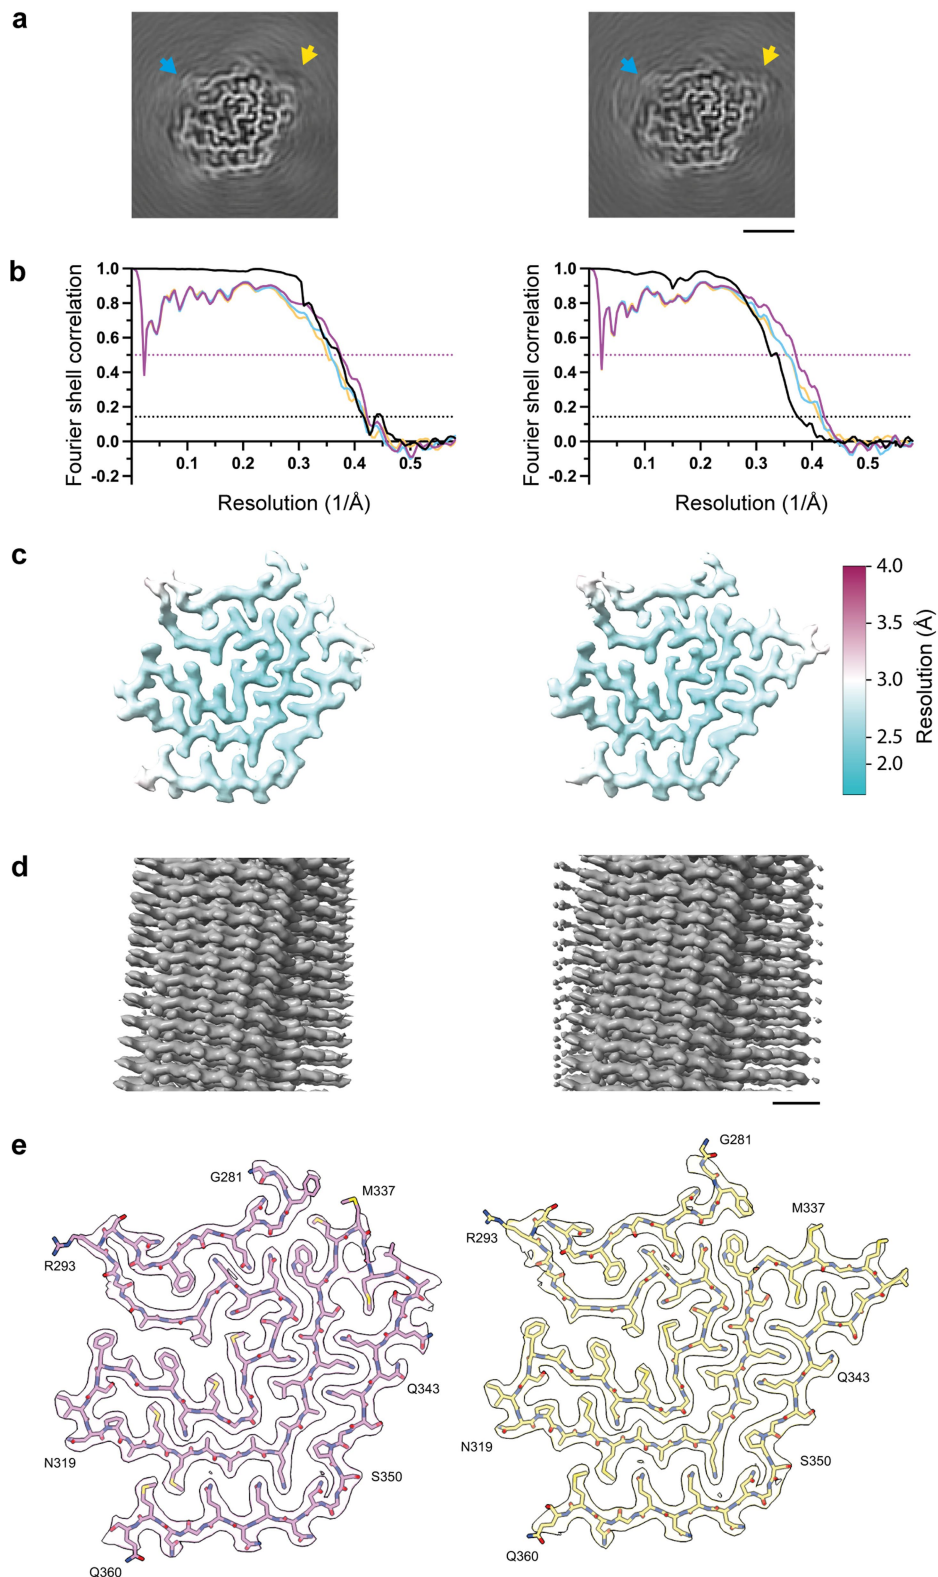 a
b
Fourier shell correlation
1.0
0.8
0.6
0.4
0.2
0.0
-0.2
0.1
0.2
0.3
0.4
0.5
Resolution (1/Å)
Fourier shell correlation
1.0
0.8
0.6
0.4
0.2
0.0
-0.2
0.1
0.2
0.3
0.4
0.5
Resolution (1/Å)
c
4.0
3.5
3.0
2.5
2.0
Resolution (Å)
d
e
G281
M337
R293
Q343
N319
S350
Q360
G281
M337
R293
Q343
N319
S350
Q360